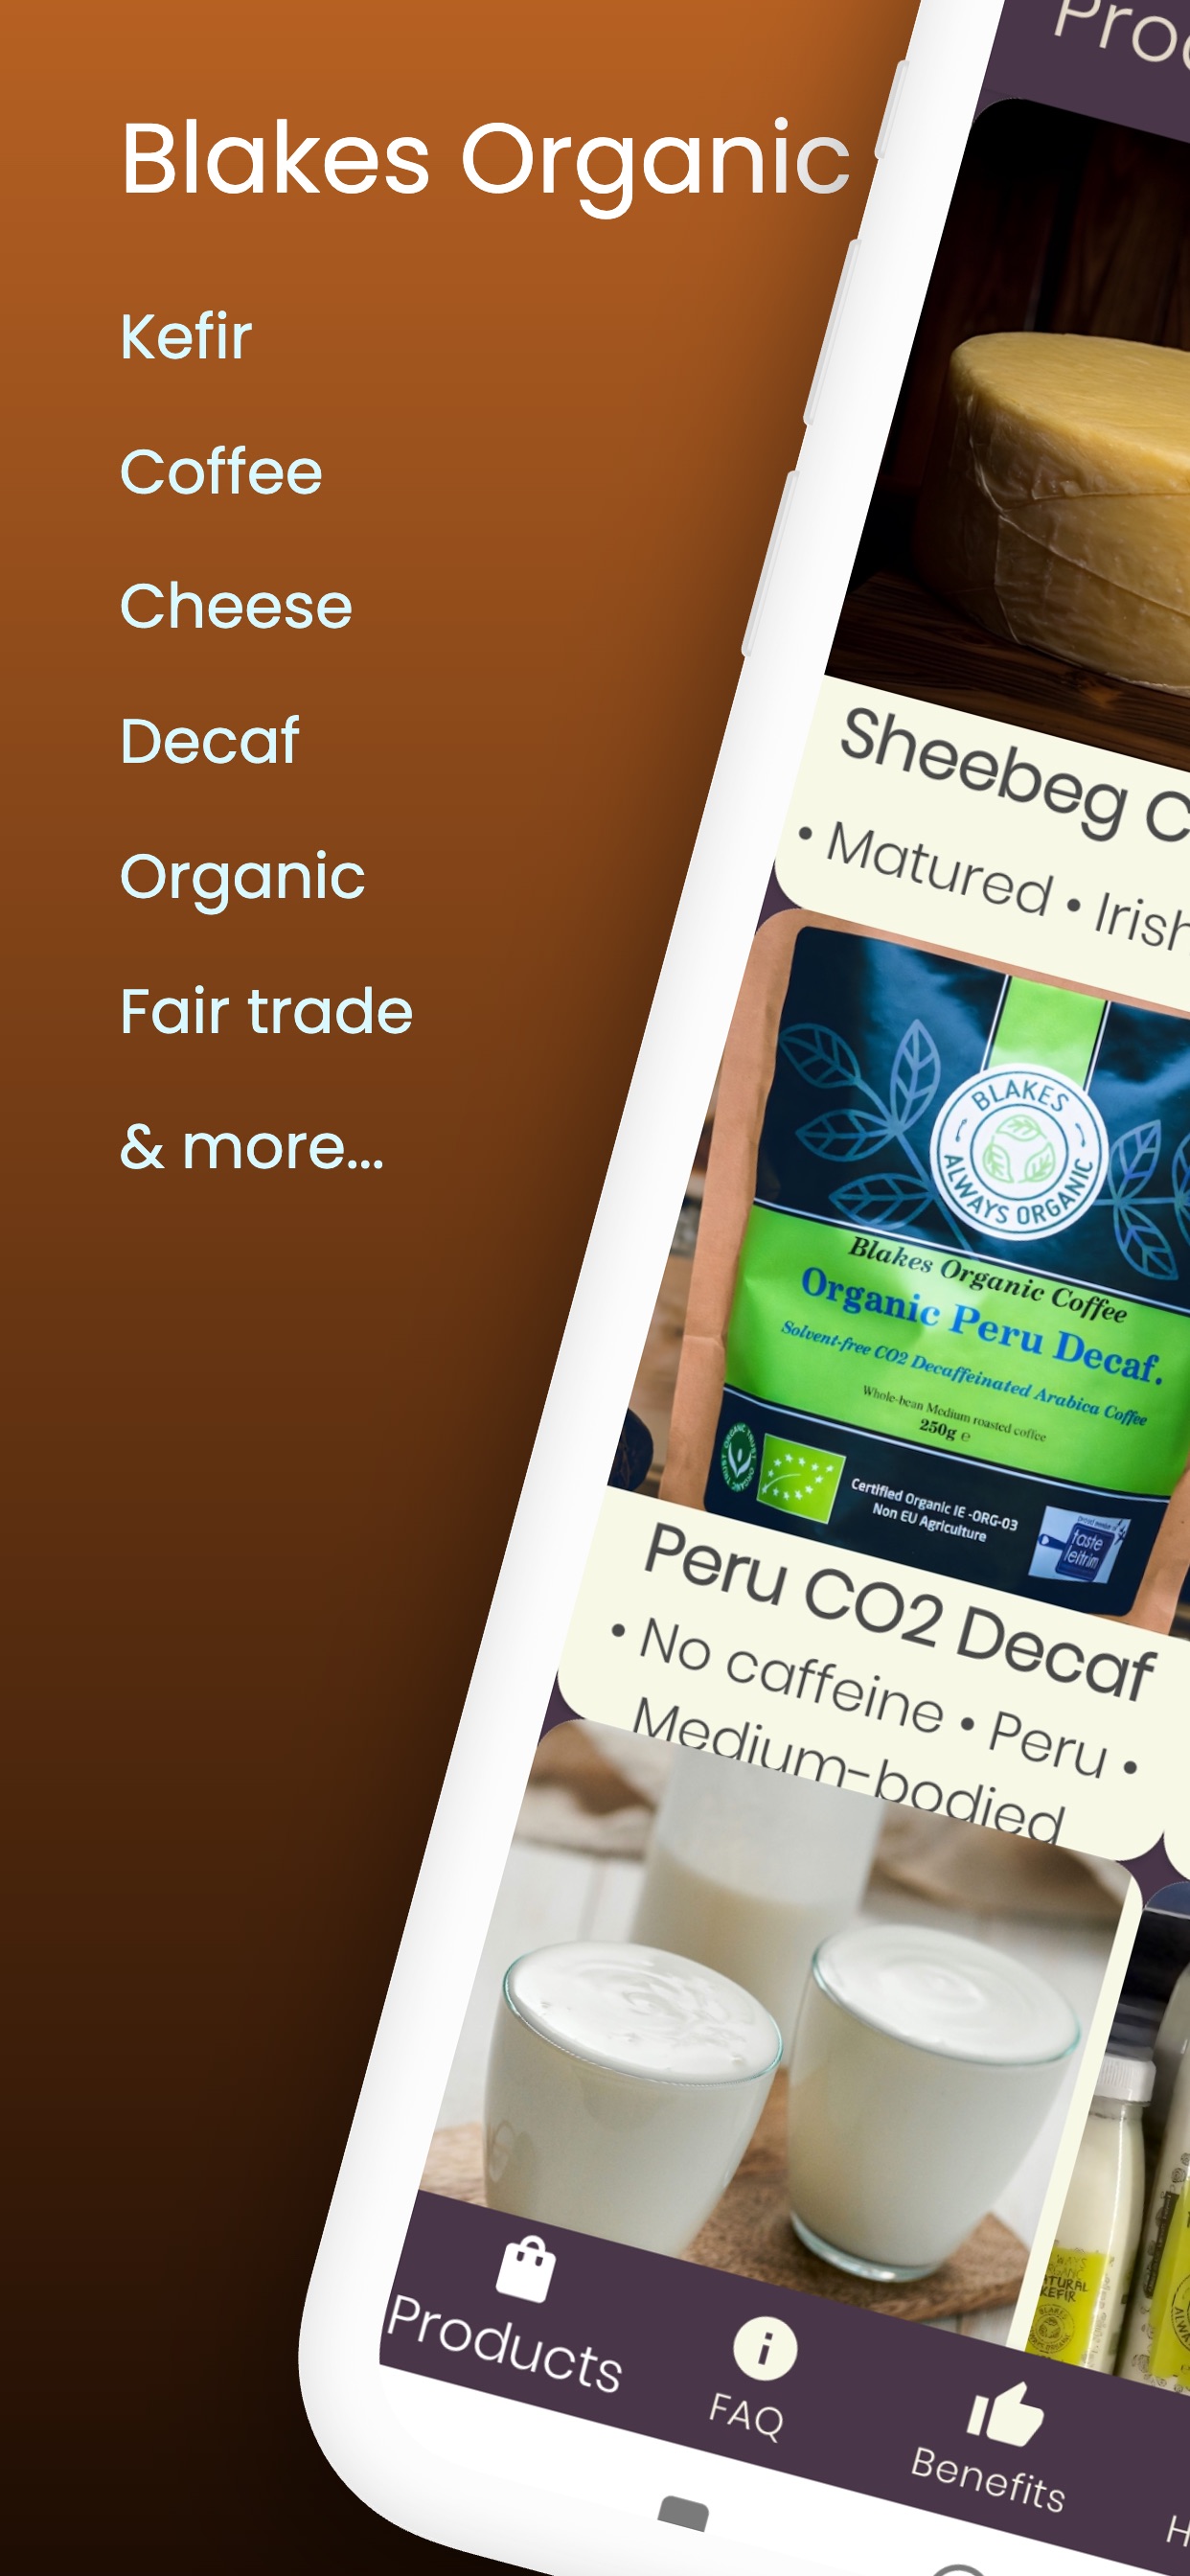 Blakes Organic
Kefir
Coffee
Cheese
Decaf
Organic
Fair trade
& more...
Sheebeg
• Matured • Irish
BLAKES
ALWAYS ORGANIC
Blakes Organic Coffee
Organic Peru Decaf.
Solvent-free CO2 Decaffeinated Arabica Coffee
Whole-bean Medium roasted coffee
250g e
Certified Organic IE -ORG-03
Non EU Agriculture
taste
leitrim
Peru CO2 Decaf
• No caffeine • Peru •
Medium-bodied
KEFIR
Products
FAQ
Benefits